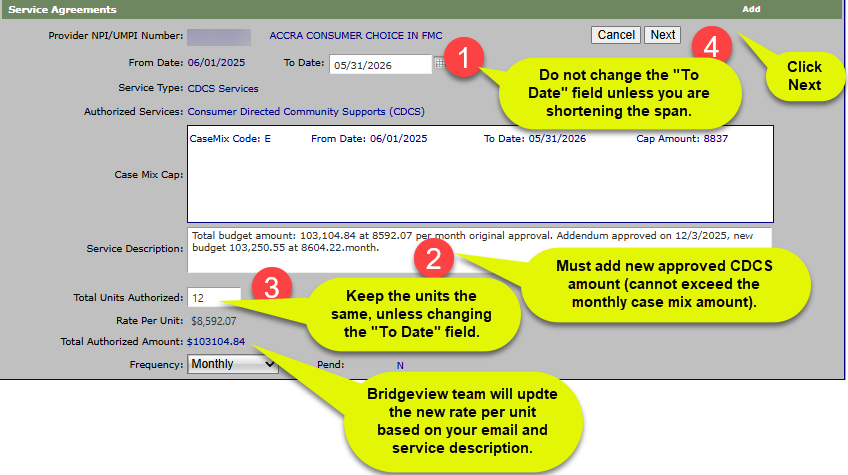 Service Agreements Add
Provider NPI/UMPI Number: ACCRA CONSUMER CHOICE IN FMC Cancel Next
From Date: 06/01/2025 To Date: 05/31/2026
1
Do not change the "To
Date" field unless you are
shortening the span.
4
Click
Next
Service Type: CDCS Services
Authorized Services: Consumer Directed Community Supports (CDCS)
Case Mix Cap:
CaseMix Code: E From Date: 06/01/2025 To Date: 05/31/2026 Cap Amount: 8837
Service Description:
Total budget amount: 103,104.84 at 8592.07 per month original approval. Addendum approved on 12/3/2025, new
budget 103,250.55 at 8604.22.month.
2
Must add new approved CDCS
amount (cannot exceed the
monthly case mix amount).
Total Units Authorized: 12
3
Keep the units the
same, unless changing
the "To Date" field.
Rate Per Unit: $8,592.07
Total Authorized Amount: $103104.84
Frequency: Monthly Pend: N
Bridgeview team will updte
the new rate per unit
based on your email and
service description.